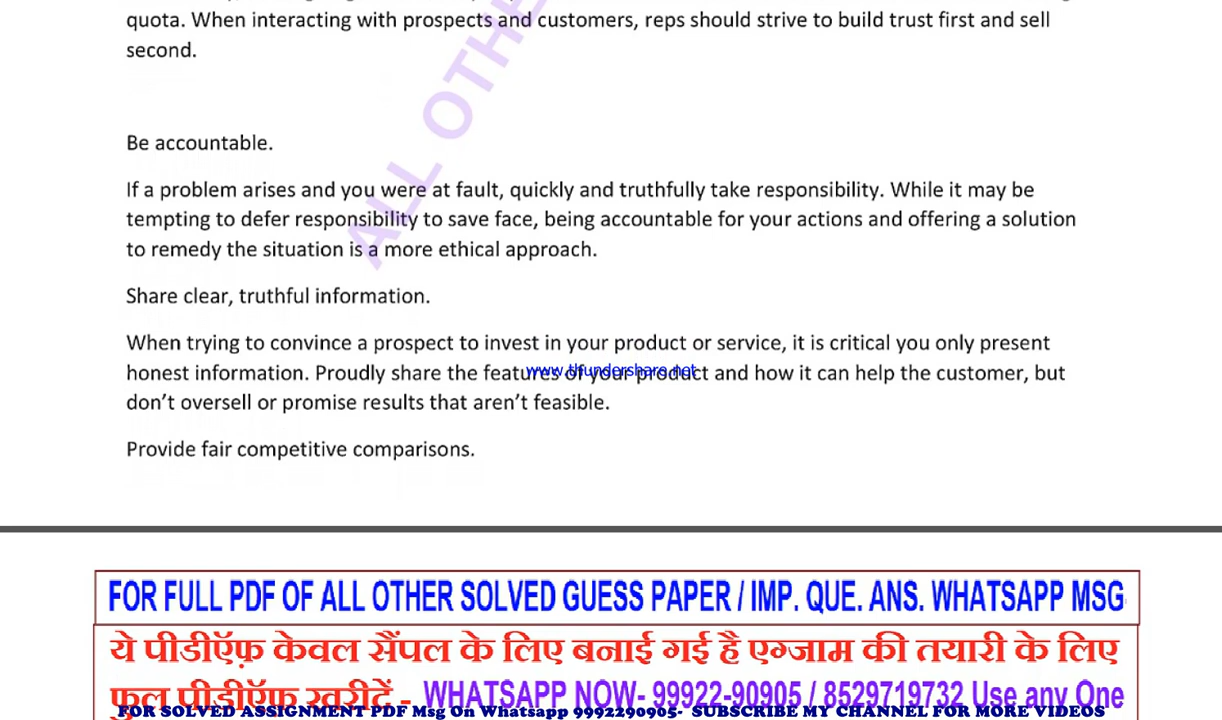 quota. When interacting with prospects and customers, reps should strive to build trust first and sell
second.
ALL OTHE
Be accountable.
If a problem arises and you were at fault, quickly and truthfully take responsibility. While it may be
tempting to defer responsibility to save face, being accountable for your actions and offering a solution
to remedy the situation is a more ethical approach.
Share clear, truthful information.
When trying to convince a prospect to invest in your product or service, it is critical you only present
honest information. Proudly share the features of your product and how it can help the customer, but
www.thundershare.net
don't oversell or promise results that aren't feasible.
Provide fair competitive comparisons.
FOR FULL PDF OF ALL OTHER SOLVED GUESS PAPER / IMP. QUE. ANS. WHATSAPP MSG
ये पीडीऍफ़ केवल सैंपल के लिए बनाई गई है एग्जाम की तयारी के लिए
फुल पीडीऍफ़ खरीदें - WHATSAPP NOW- 99922-90905 / 8529719732 Use any One
FOR SOLVED ASSIGNMENT PDF Msg On Whatsapp 9992290905- SUBSCRIBE MY CHANNEL FOR MORE VIDEOS